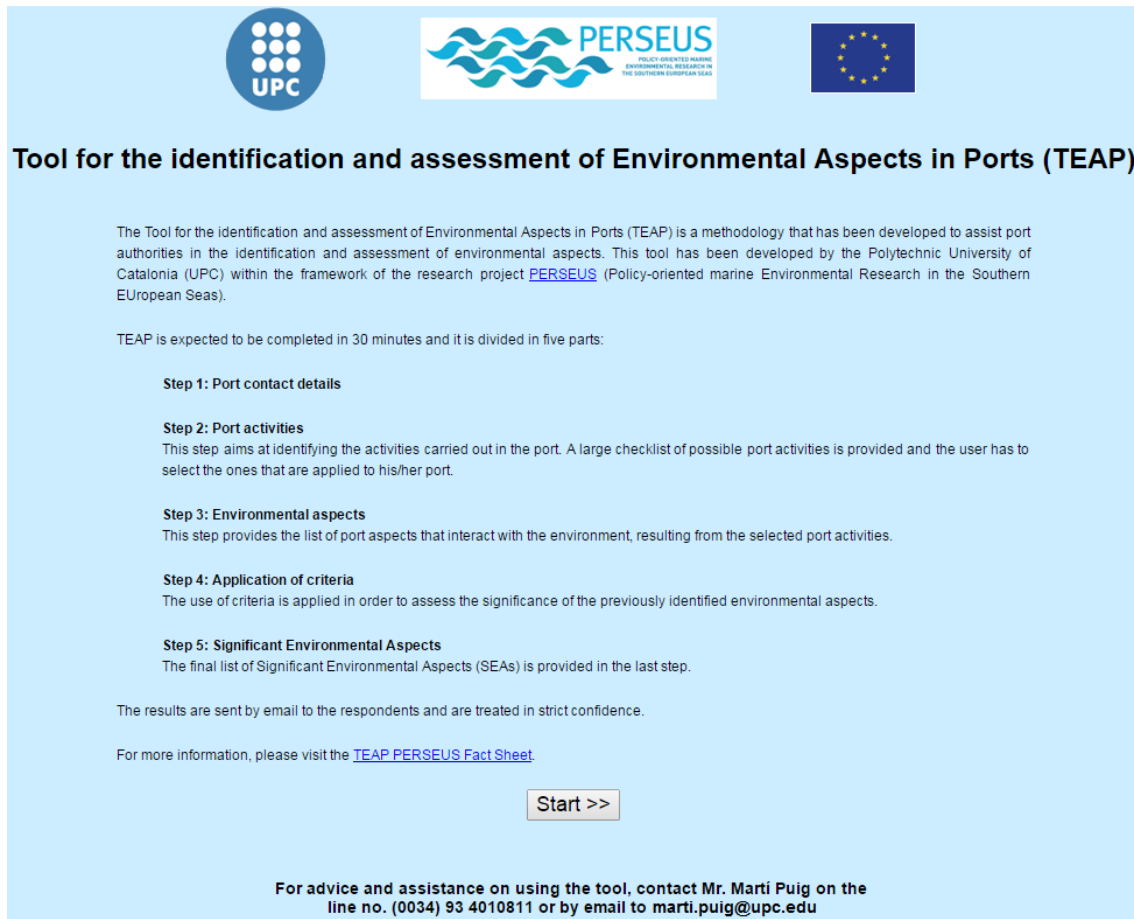 UPC
PERSEUS
POLICY-ORIENTED MARINE
ENVIRONMENTAL RESEARCH IN
THE SOUTHERN EUROPEAN SEAS
Tool for the identification and assessment of Environmental Aspects in Ports (TEAP)
The Tool for the identification and assessment of Environmental Aspects in Ports (TEAP) is a methodology that has been developed to assist port
authorities in the identification and assessment of environmental aspects. This tool has been developed by the Polytechnic University of
Catalonia (UPC) within the framework of the research project PERSEUS (Policy-oriented marine Environmental Research in the Southern
EUropean Seas).
TEAP is expected to be completed in 30 minutes and it is divided in five parts:
Step 1: Port contact details
Step 2: Port activities
This step aims at identifying the activities carried out in the port. A large checklist of possible port activities is provided and the user has to
select the ones that are applied to his/her port.
Step 3: Environmental aspects
This step provides the list of port aspects that interact with the environment, resulting from the selected port activities.
Step 4: Application of criteria
The use of criteria is applied in order to assess the significance of the previously identified environmental aspects.
Step 5: Significant Environmental Aspects
The final list of Significant Environmental Aspects (SEAs) is provided in the last step.
The results are sent by email to the respondents and are treated in strict confidence.
For more information, please visit the TEAP PERSEUS Fact Sheet.
Start >>
For advice and assistance on using the tool, contact Mr. Martí Puig on the
line no. (0034) 93 4010811 or by email to marti.puig@upc.edu